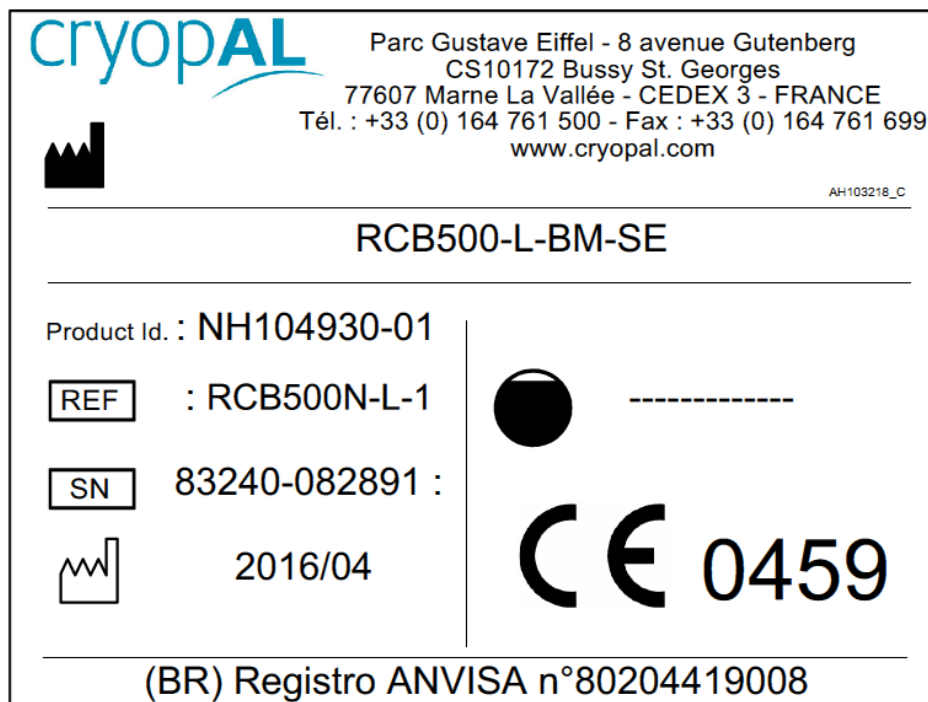 cryopAL
Parc Gustave Eiffel - 8 avenue Gutenberg
CS10172 Bussy St. Georges
77607 Marne La Vallée - CEDEX 3 - FRANCE
Tél. : +33 (0) 164 761 500 - Fax : +33 (0) 164 761 699
www.cryopal.com
AH103218_C
RCB500-L-BM-SE
Product Id. : NH104930-01
REF : RCB500N-L-1
-------------
SN 83240-082891 :
2016/04
CE 0459
(BR) Registro ANVISA n°80204419008